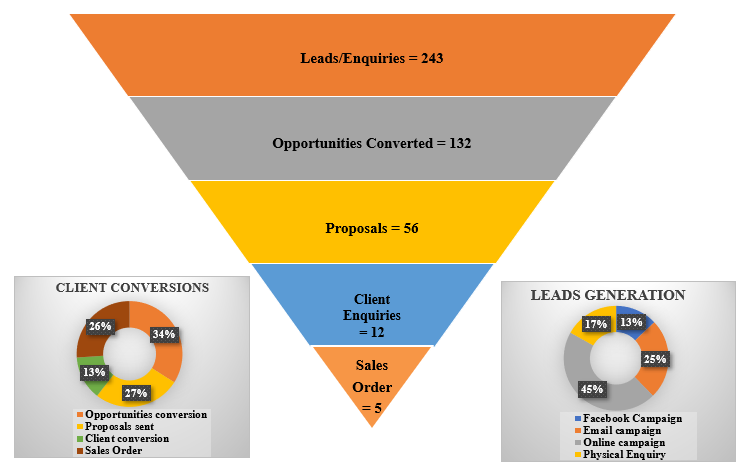 Leads/Enquiries = 243
Opportunities Converted = 132
Proposals = 56
Client
Enquiries
= 12
Sales
Order
= 5
CLIENT CONVERSIONS
26%
34%
13%
27%
Opportunities conversion
Proposals sent
Client conversion
Sales Order
LEADS GENERATION
17%
13%
25%
45%
Facebook Campaign
Email campaign
Online campaign
Physical Enquiry